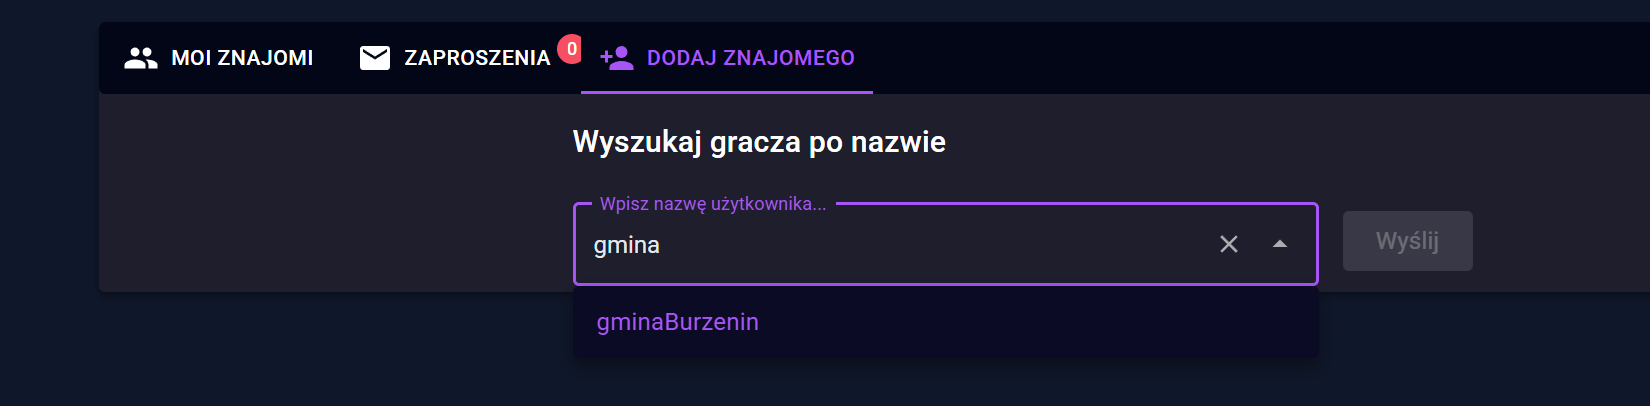 MOI ZNAJOMI ZAPROSZENIA 0 DODAJ ZNAJOMEGO
Wyszukaj gracza po nazwie
Wpisz nazwę użytkownika...
gmina
Wyślij
gminaBurzenin